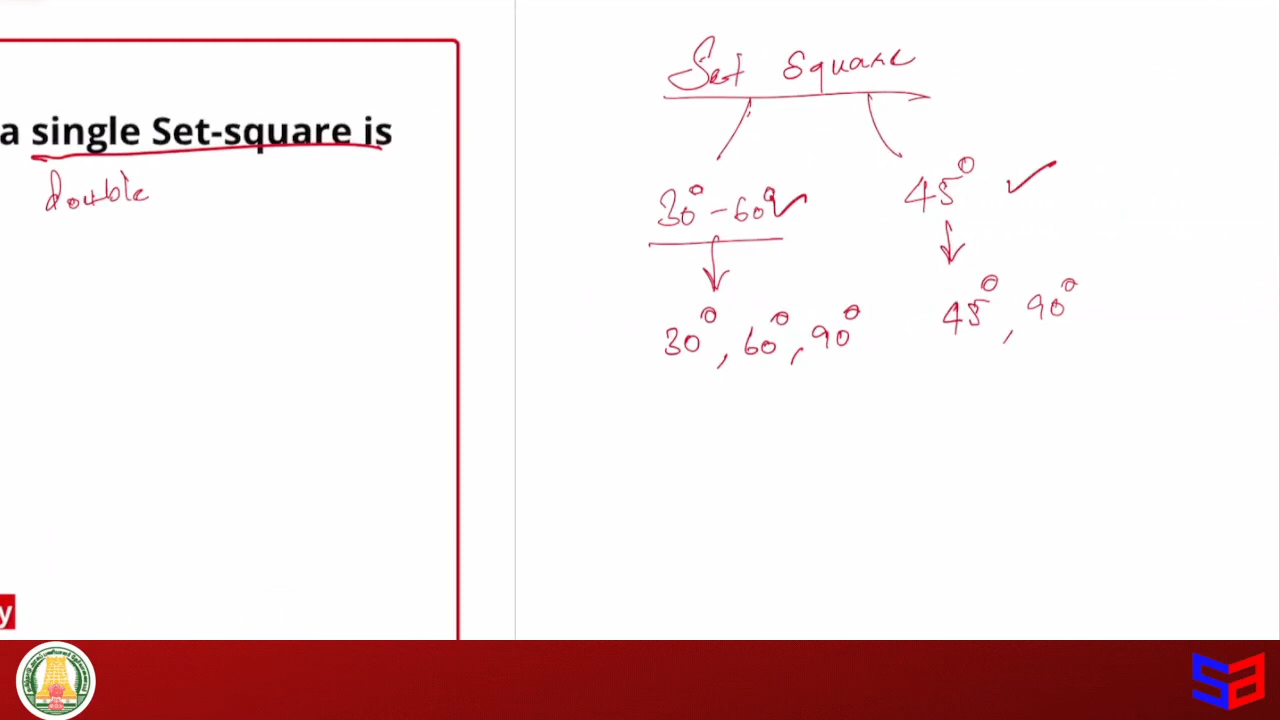 a single Set-square is
double
y
Set square
30° - 60° 45°
30°, 60°, 90° 45°, 90°